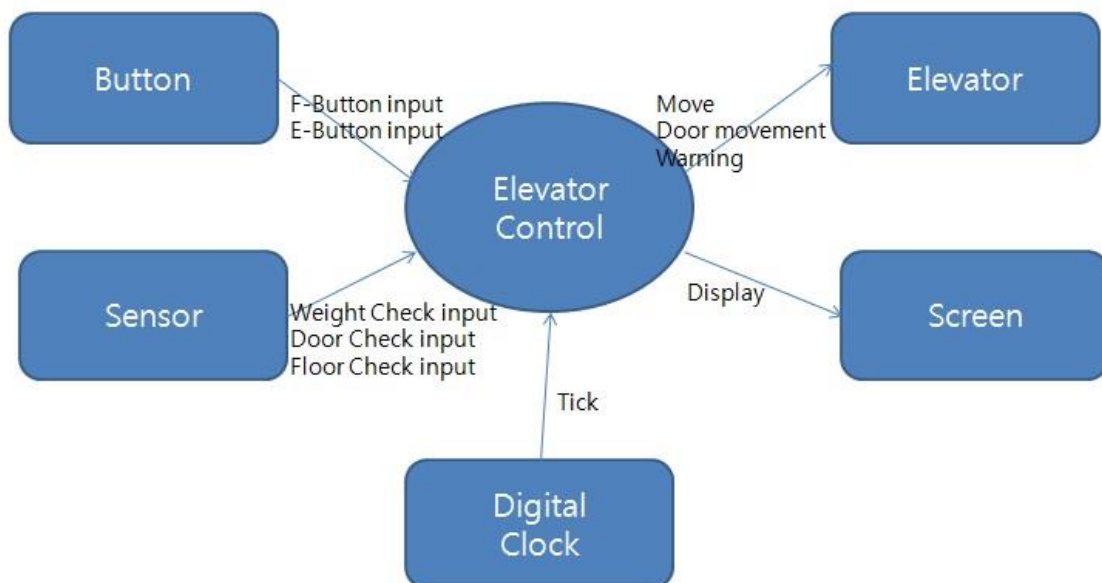 Button
F-Button input
E-Button input
Elevator
Control
Move
Door movement
Warning
Elevator
Sensor
Weight Check input
Door Check input
Floor Check input
Display
Screen
Tick
Digital
Clock